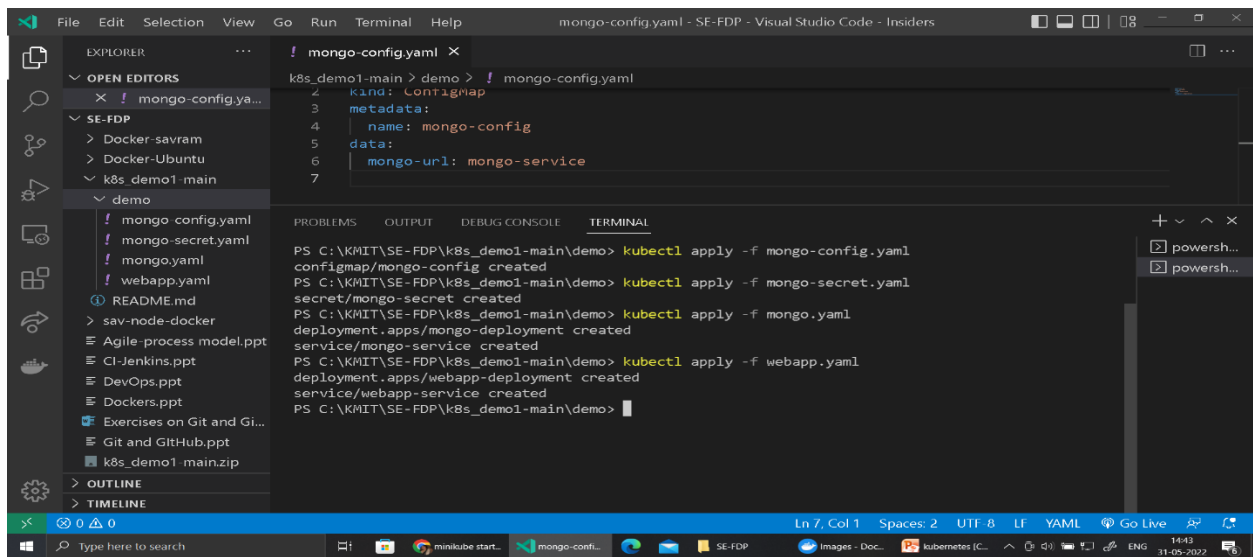 File Edit Selection View Go Run Terminal Help mongo-config.yaml - SE-FDP - Visual Studio Code - Insiders
EXPLORER
OPEN EDITORS
mongo-config.ya...
SE-FDP
Docker-savram
Docker-Ubuntu
k8s_demo1-main
demo
mongo-config.yaml
mongo-secret.yaml
mongo.yaml
webapp.yaml
README.md
sav-node-docker
Agile-process model.ppt
CI-Jenkins.ppt
DevOps.ppt
Dockers.ppt
Exercises on Git and Gi...
Git and GItHub.ppt
k8s_demo1-main.zip
OUTLINE
TIMELINE
! mongo-config.yaml ×
k8s_demo1-main > demo > ! mongo-config.yaml
2 kind: ConfigMap
3 metadata:
4 name: mongo-config
5 data:
6 mongo-url: mongo-service
7
PROBLEMS OUTPUT DEBUG CONSOLE TERMINAL
PS C:\KMIT\SE-FDP\k8s_demo1-main\demo> kubectl apply -f mongo-config.yaml
configmap/mongo-config created
PS C:\KMIT\SE-FDP\k8s_demo1-main\demo> kubectl apply -f mongo-secret.yaml
secret/mongo-secret created
PS C:\KMIT\SE-FDP\k8s_demo1-main\demo> kubectl apply -f mongo.yaml
deployment.apps/mongo-deployment created
service/mongo-service created
PS C:\KMIT\SE-FDP\k8s_demo1-main\demo> kubectl apply -f webapp.yaml
deployment.apps/webapp-deployment created
service/webapp-service created
PS C:\KMIT\SE-FDP\k8s_demo1-main\demo>
powersh...
powersh...
0 0 Ln 7, Col 1 Spaces: 2 UTF-8 LF YAML Go Live
Type here to search minikube start... mongo-confi... SE-FDP Images - Doc... kubernetes [C... ENG 14:43
31-05-2022